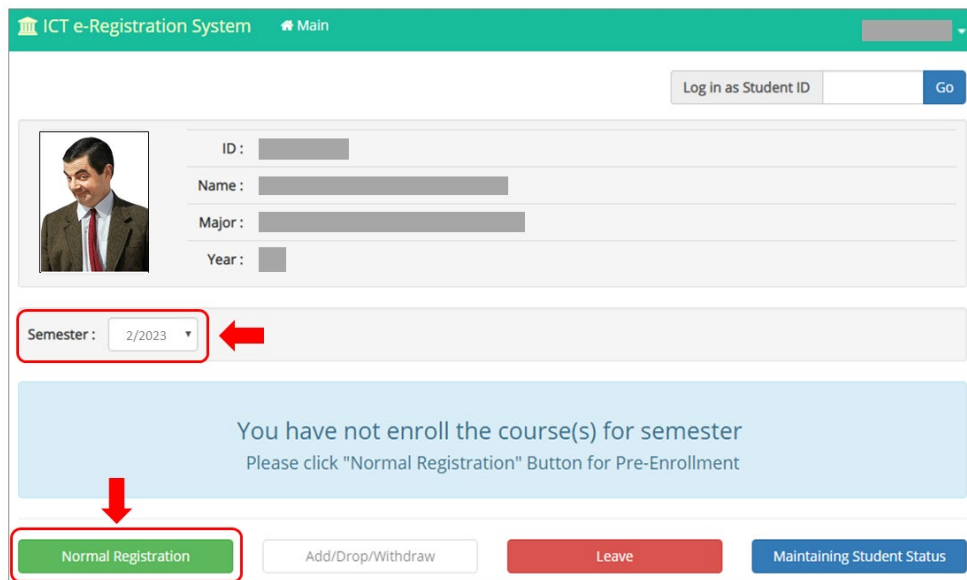 ICT e-Registration System Main
Log in as Student ID Go
ID :
Name :
Major :
Year :
Semester : 2/2023
You have not enroll the course(s) for semester
Please click "Normal Registration" Button for Pre-Enrollment
Normal Registration Add/Drop/Withdraw Leave Maintaining Student Status